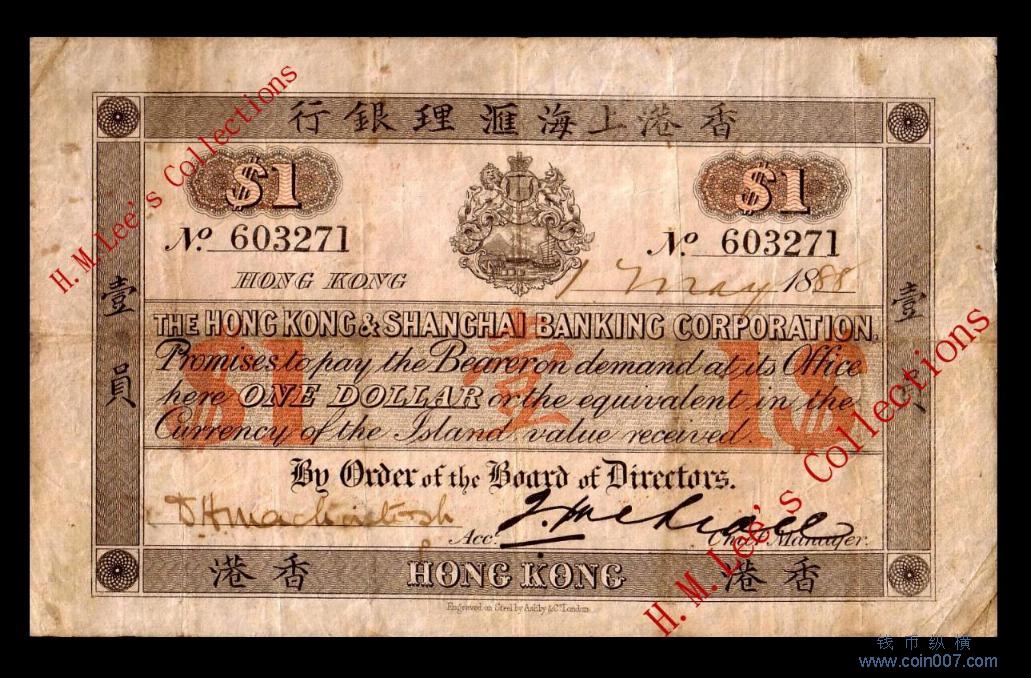 行銀理滙海上港香
$1 $1
No. 603271 No. 603271
HONG KONG 1 May 1888
THE HONG KONG & SHANGHAI BANKING CORPORATION.
Promises to pay the Bearer on demand at its Office
here ONE DOLLAR or the equivalent in the
Currency of the Island value received.
$1 壹 1$
By Order of the Board of Directors.
Acc. Chief Manager.
港香 HONG KONG 港香
Engraved on Steel by Ashby & Co. London
壹員
壹
H. M. Lee's Collections
H. M. Lee's Collections
钱币纵横
www.coin007.com